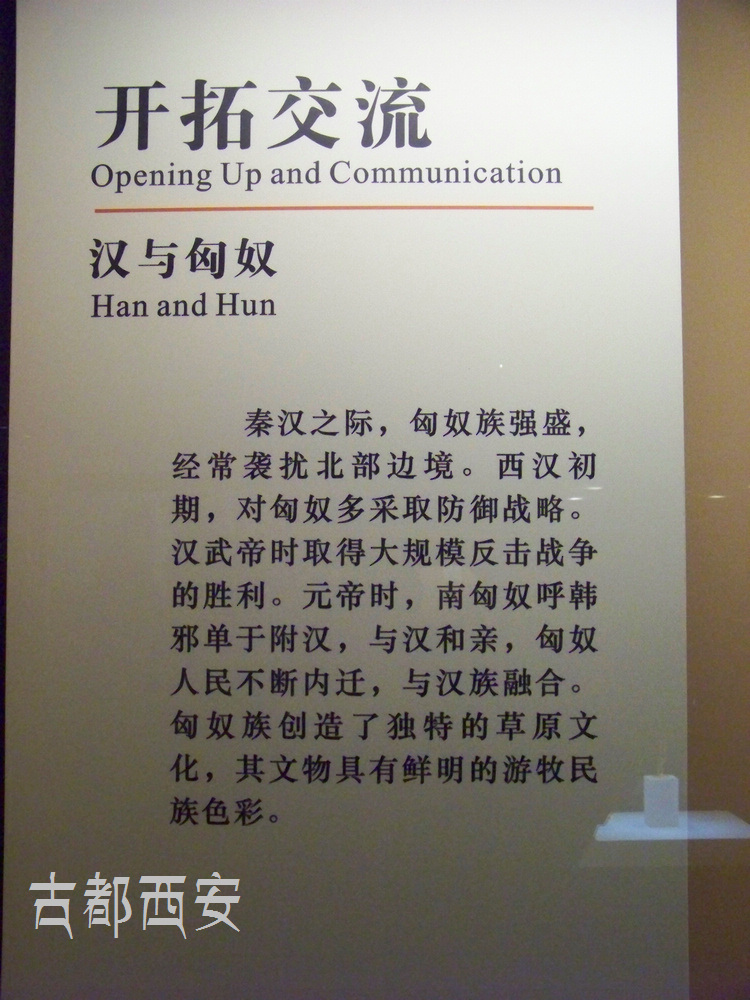 开拓交流
Opening Up and Communication
汉与匈奴
Han and Hun
秦汉之际，匈奴族强盛，
经常袭扰北部边境。西汉初
期，对匈奴多采取防御战略。
汉武帝时取得大规模反击战争
的胜利。元帝时，南匈奴呼韩
邪单于附汉，与汉和亲，匈奴
人民不断内迁，与汉族融合。
匈奴族创造了独特的草原文
化，其文物具有鲜明的游牧民
族色彩。
古都西安